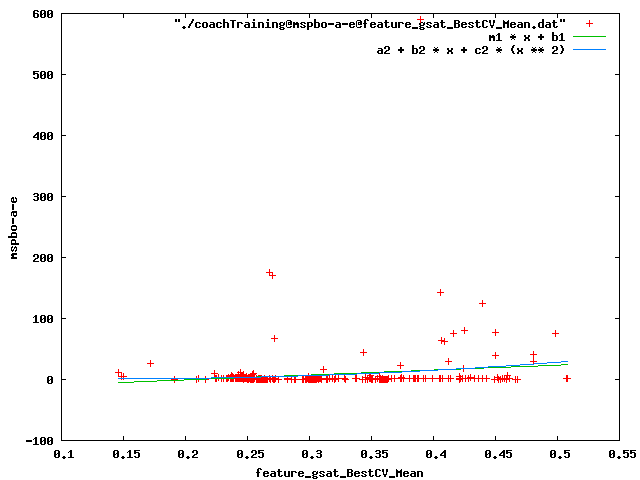 600
500
400
300
200
100
0
-100
mspbo-a-e
"./coachTraining@mspbo-a-e@feature_gsat_BestCV_Mean.dat"
m1 * x + b1
a2 + b2 * x + c2 * (x ** 2)
0.1 0.15 0.2 0.25 0.3 0.35 0.4 0.45 0.5 0.55
feature_gsat_BestCV_Mean